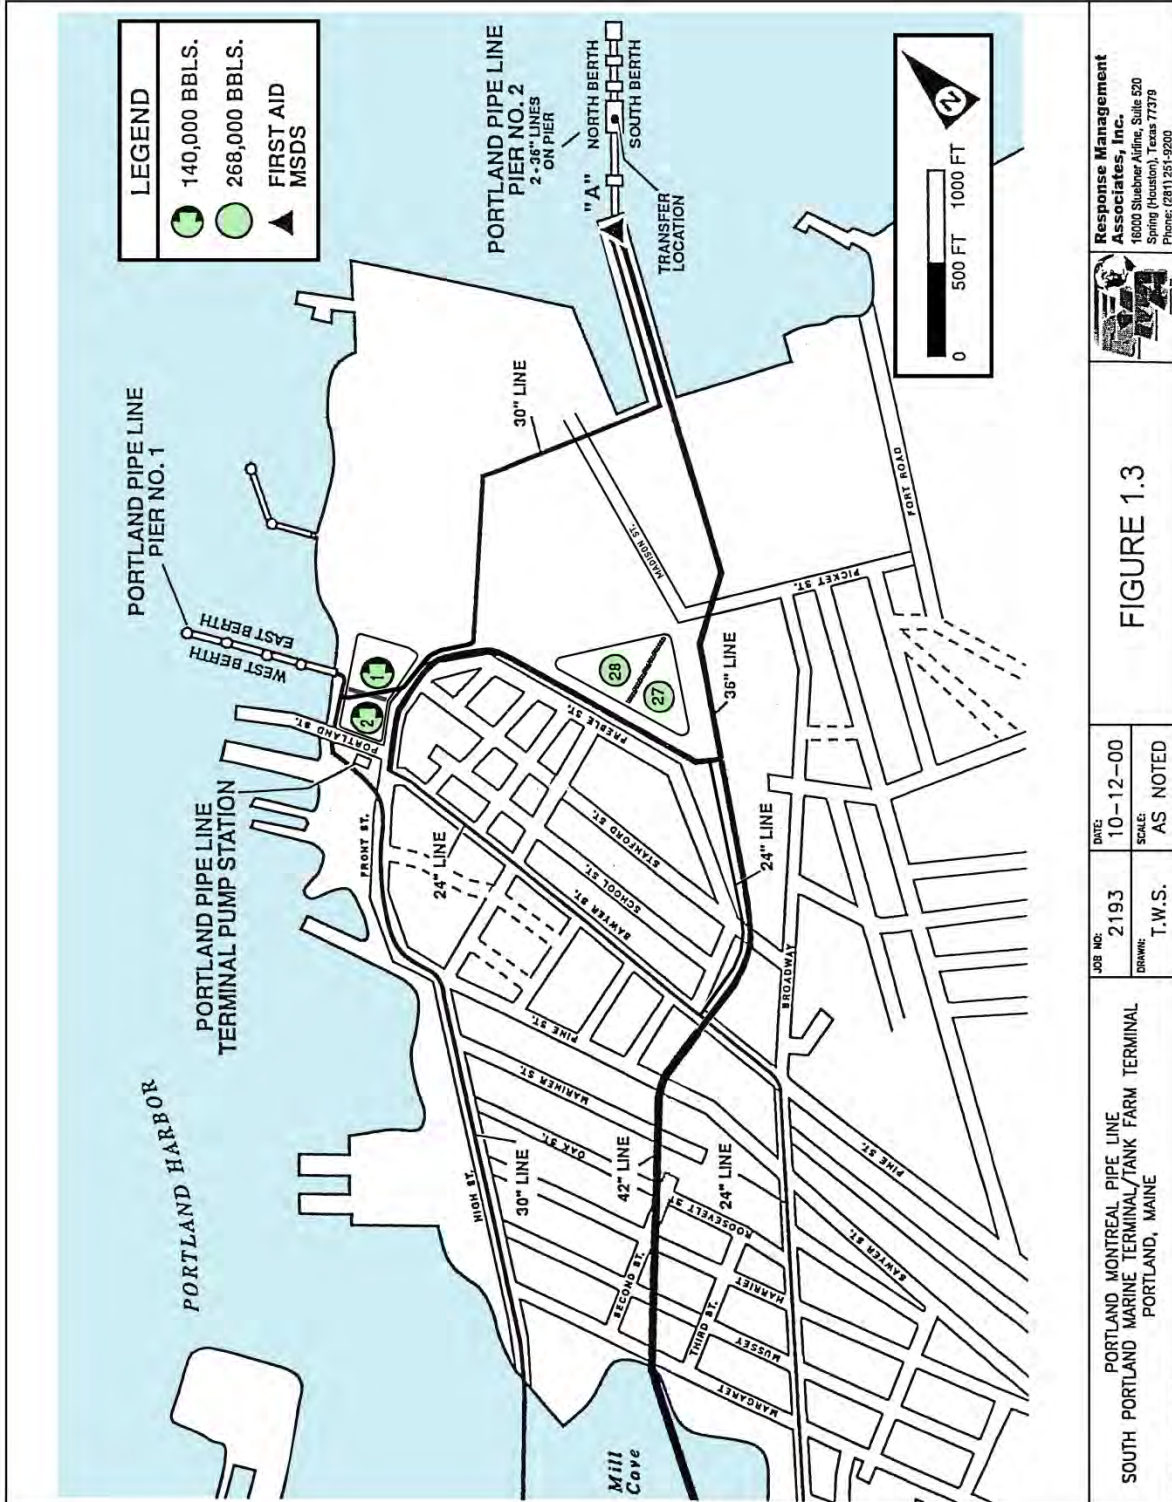 LEGEND
140,000 BBLS.
268,000 BBLS.
FIRST AID
MSDS
PORTLAND PIPE LINE
PIER NO. 2
2 - 36" LINES
ON PIER
NORTH BERTH
SOUTH BERTH
"A"
TRANSFER
LOCATION
N
0 500 FT 1000 FT
PORTLAND PIPE LINE
PIER NO. 1
WEST BERTH
EAST BERTH
30" LINE
MADISON ST.
FORT ROAD
PICKET ST.
1
2
28
27
36" LINE
PORTLAND ST.
PREBLE ST.
PORTLAND PIPE LINE
TERMINAL PUMP STATION
FRONT ST.
24" LINE
STANFORD ST.
SCHOOL ST.
SAWYER ST.
24" LINE
BROADWAY
PORTLAND HARBOR
PINE ST.
MARINER ST.
OAK ST.
HIGH ST.
30" LINE
42" LINE
24" LINE
PINE ST.
ROOSEVELT ST
SAWYER ST.
SECOND ST.
HARRIET
THIRD ST.
MUSSEY
MARGARET
Mill
Cove
PORTLAND MONTREAL PIPE LINE
SOUTH PORTLAND MARINE TERMINAL/TANK FARM TERMINAL
PORTLAND, MAINE
JOB NO: 2193
DATE: 10-12-00
DRAWN: T.W.S.
SCALE: AS NOTED
FIGURE 1.3
Response Management
Associates, Inc.
16000 Stuebner Airline, Suite 520
Spring (Houston), Texas 77379
Phone: (281) 251-9200